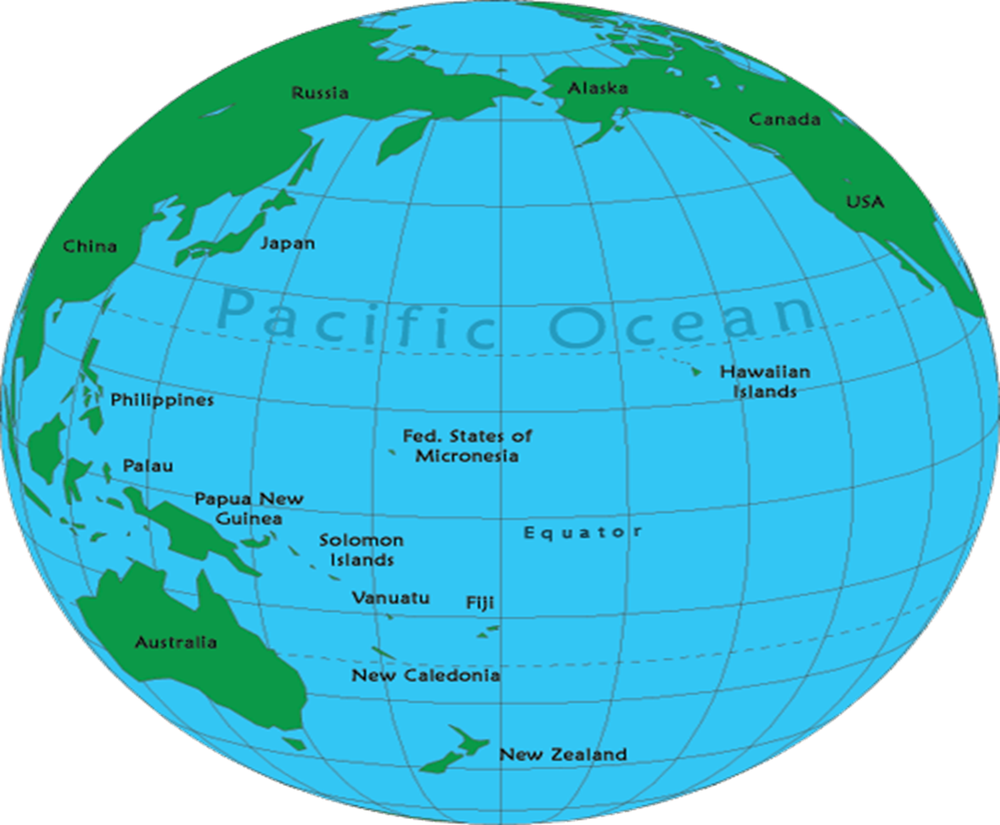 Russia
Alaska
Canada
USA
China
Japan
Pacific Ocean
Hawaiian
Islands
Philippines
Fed. States of
Micronesia
Palau
Papua New
Guinea
Equator
Solomon
Islands
Vanuatu
Fiji
Australia
New Caledonia
New Zealand